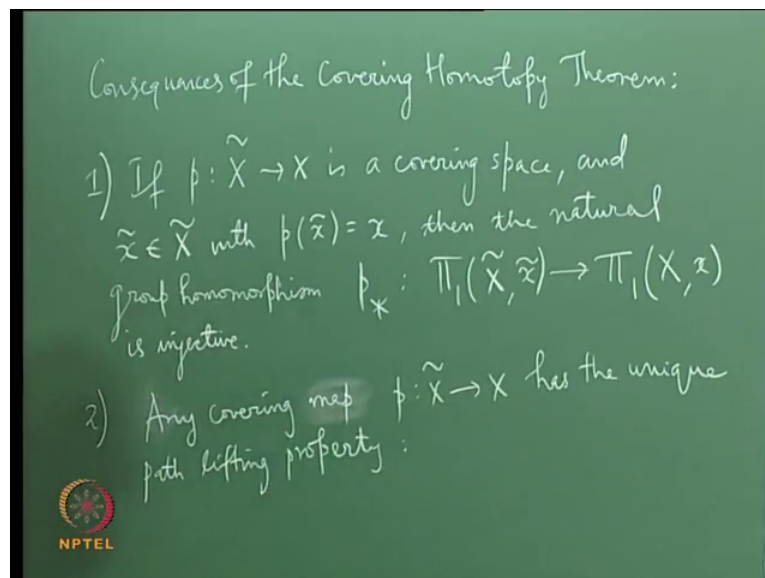 Consequences of the Covering Homotopy Theorem:
1) If p : X̃ → X is a covering space, and
x̃ ∈ X̃ with p(x̃) = x, then the natural
group homomorphism p_* : Π₁(X̃, x̃) → Π₁(X, x)
is injective.
2) Any covering map p : X̃ → X has the unique
path lifting property :
NPTEL